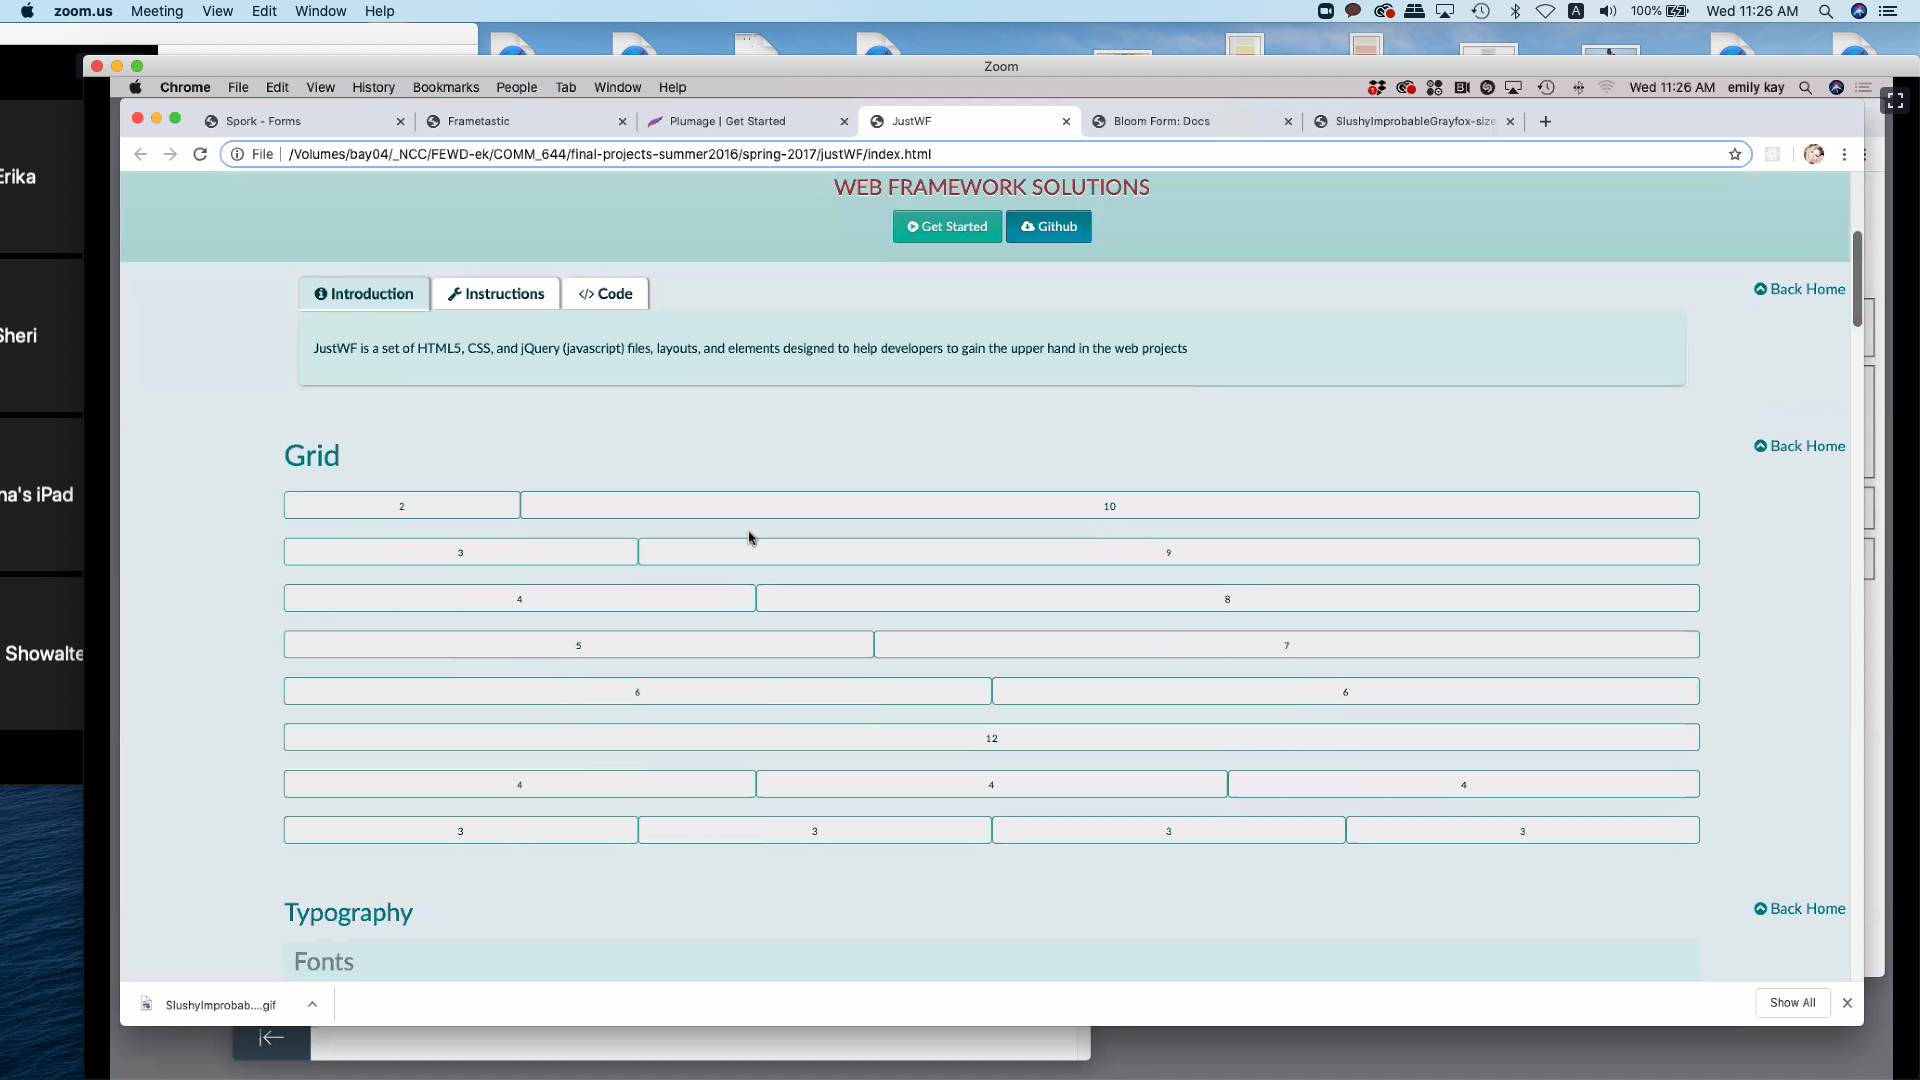 zoom.us Meeting View Edit Window Help 100% Wed 11:26 AM
Zoom
Chrome File Edit View History Bookmarks People Tab Window Help Wed 11:26 AM emily kay
Spork - Forms Frametastic Plumage | Get Started JustWF Bloom Form: Docs SlushyImprobableGrayfox-size
File /Volumes/bay04/_NCC/FEWD-ek/COMM_644/final-projects-summer2016/spring-2017/justWF/index.html
WEB FRAMEWORK SOLUTIONS
Get Started Github
Introduction Instructions </> Code
Back Home
JustWF is a set of HTML5, CSS, and jQuery (javascript) files, layouts, and elements designed to help developers to gain the upper hand in the web projects
Grid
Back Home
2 10
3 9
4 8
5 7
6 6
12
4 4 4
3 3 3 3
Typography
Back Home
Fonts
SlushyImprobab....gif
Show All
Erika
Sheri
na's iPad
Showalte